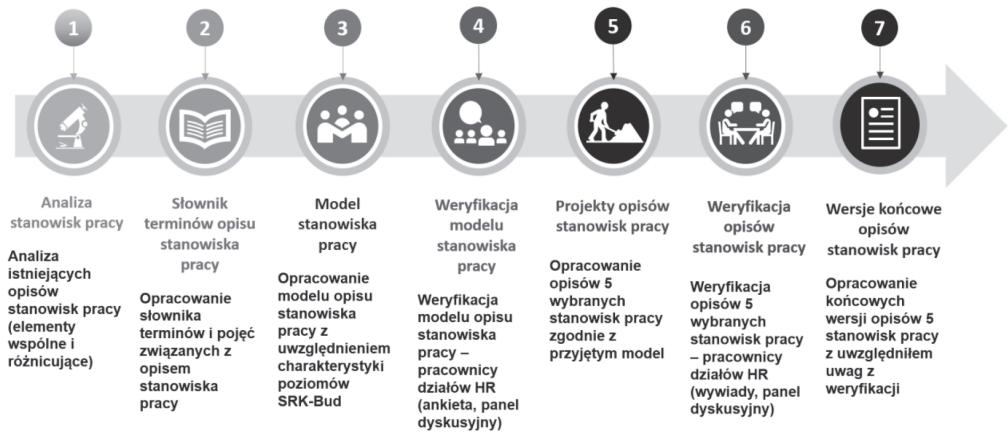 1
2
3
4
5
6
7
Analiza
stanowisk pracy
Analiza
istniejących
opisów
stanowisk pracy
(elementy
wspólne i
różnicujące)
Słownik
terminów opisu
stanowiska
pracy
Opracowanie
słownika
terminów i pojęć
związanych z
opisem
stanowiska
pracy
Model
stanowiska
pracy
Opracowanie
modelu opisu
stanowiska
pracy z
uwzględnieniem
charakterystyki
poziomów
SRK-Bud
Weryfikacja
modelu
stanowiska
pracy
Weryfikacja
modelu opisu
stanowiska
pracy –
pracownicy
działów HR
(ankieta, panel
dyskusyjny)
Projekty opisów
stanowisk pracy
Opracowanie
opisów 5
wybranych
stanowisk pracy
zgodnie z
przyjętym model
Weryfikacja
opisów
stanowisk pracy
Weryfikacja
opisów 5
wybranych
stanowisk pracy
– pracownicy
działów HR
(wywiady, panel
dyskusyjny)
Wersje końcowe
opisów
stanowisk pracy
Opracowanie
końcowych
wersji opisów 5
stanowisk pracy
z uwzględniłem
uwag z
weryfikacji